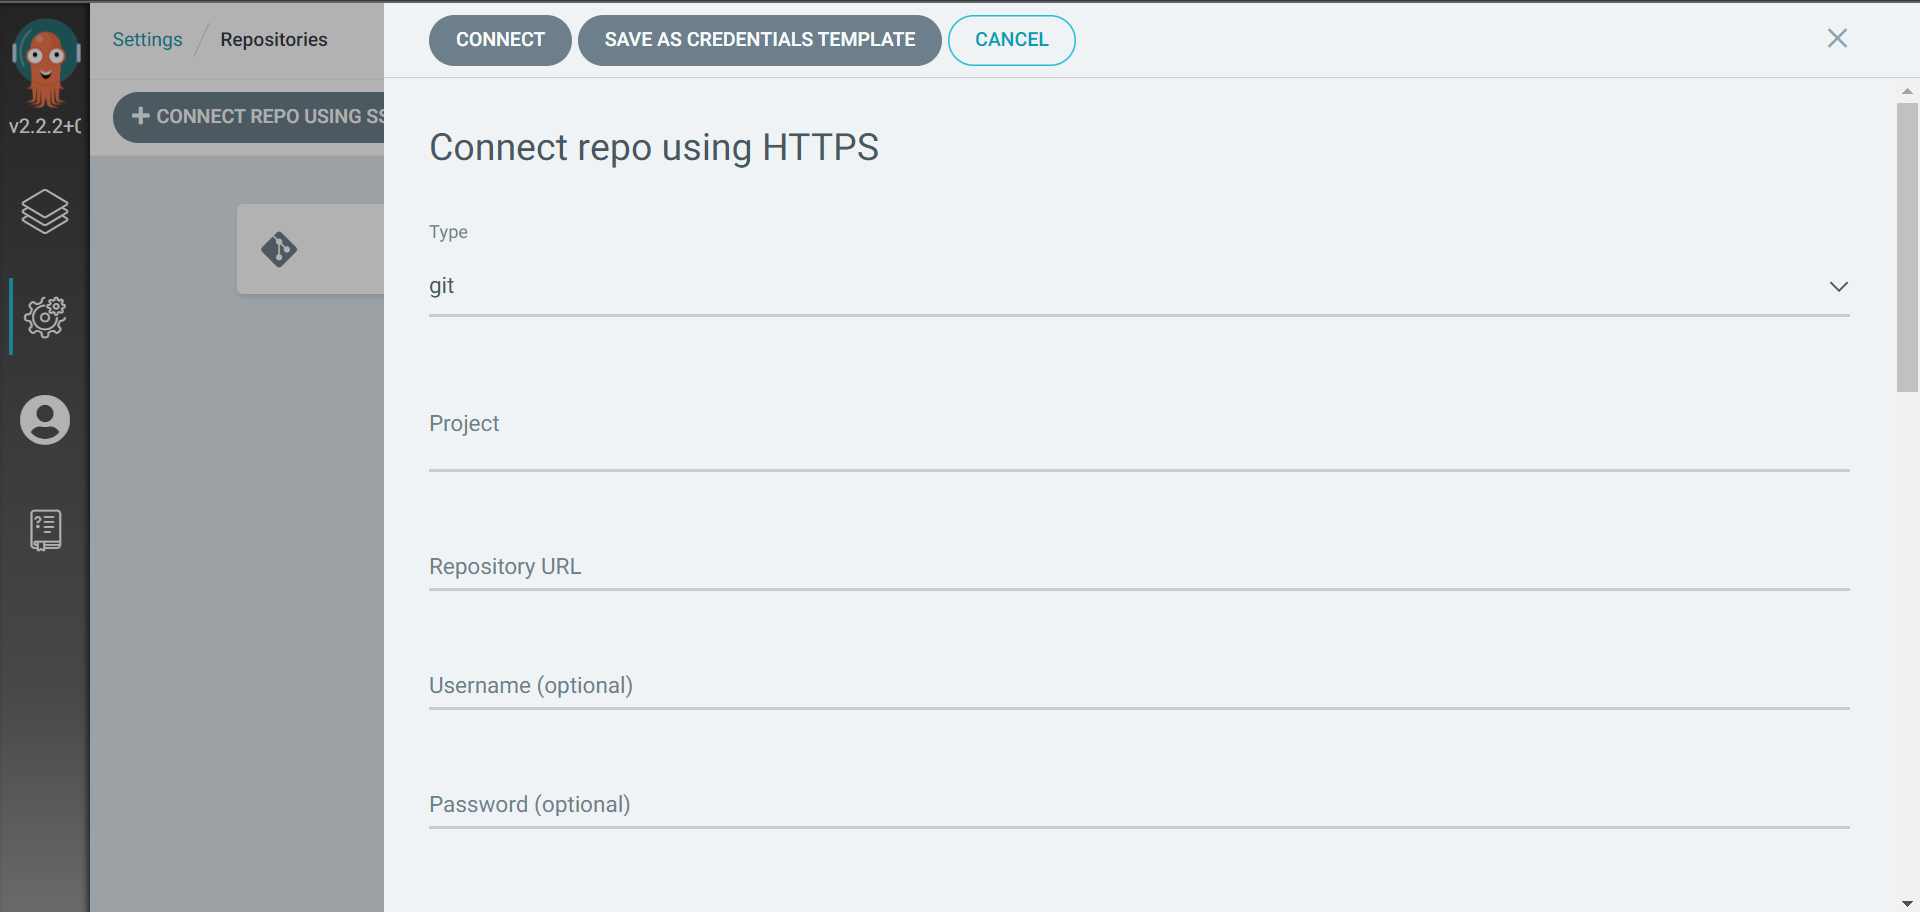 Settings / Repositories
CONNECT
SAVE AS CREDENTIALS TEMPLATE
CANCEL
v2.2.2+
CONNECT REPO USING
Connect repo using HTTPS
Type
git
Project
Repository URL
Username (optional)
Password (optional)